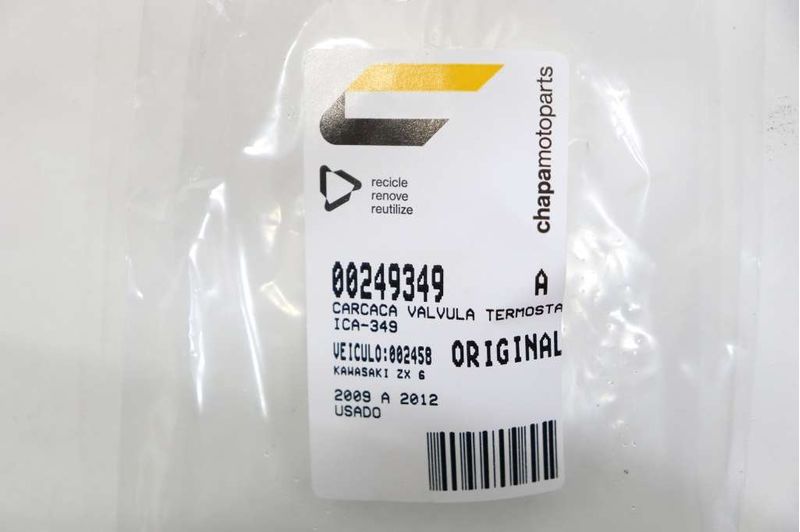 chapamotoparts
recicle
renove
reutilize
00249349 A
CARCACA VALVULA TERMOSTA
ICA-349
VEICULO:002458 ORIGINAL
KAWASAKI ZX 6
2009 A 2012
USADO